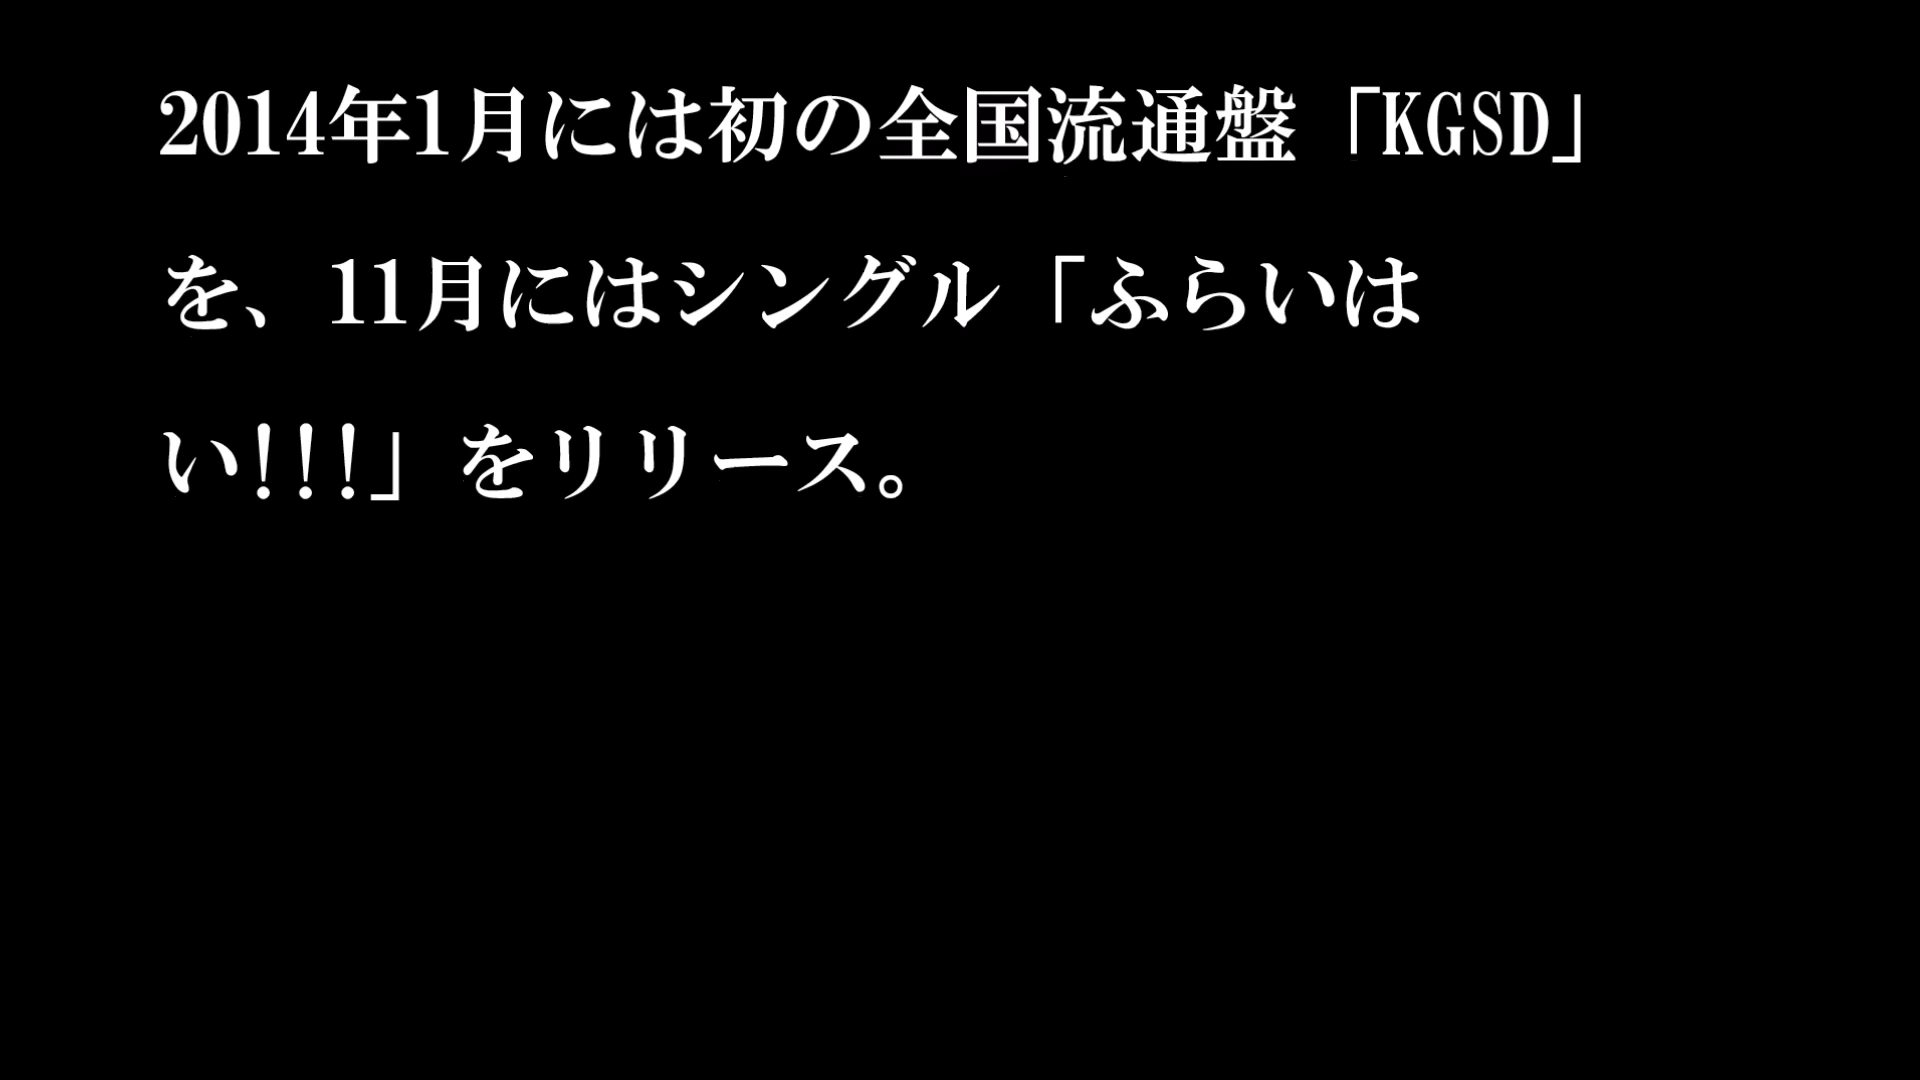 2014年1月には初の全国流通盤「KGSD」
を、11月にはシングル「ふらいは
い!!!」をリリース。